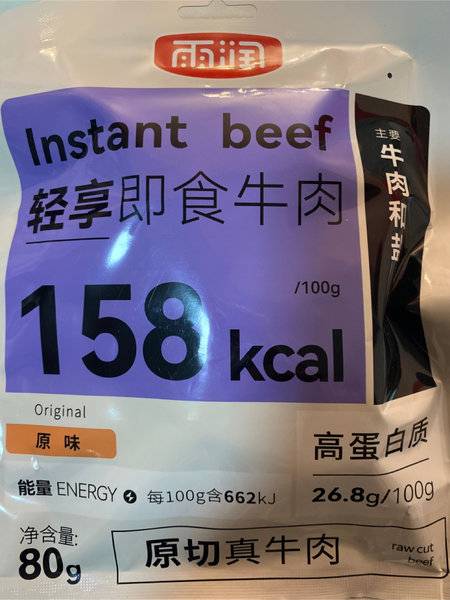 雨润
Instant beef
轻享即食牛肉
主要
牛肉和盐
/100g
158 kcal
Original
原味
高蛋白质
26.8g/100g
能量 ENERGY 每100g含662kJ
净含量:
80g
原切真牛肉
raw cut
beef